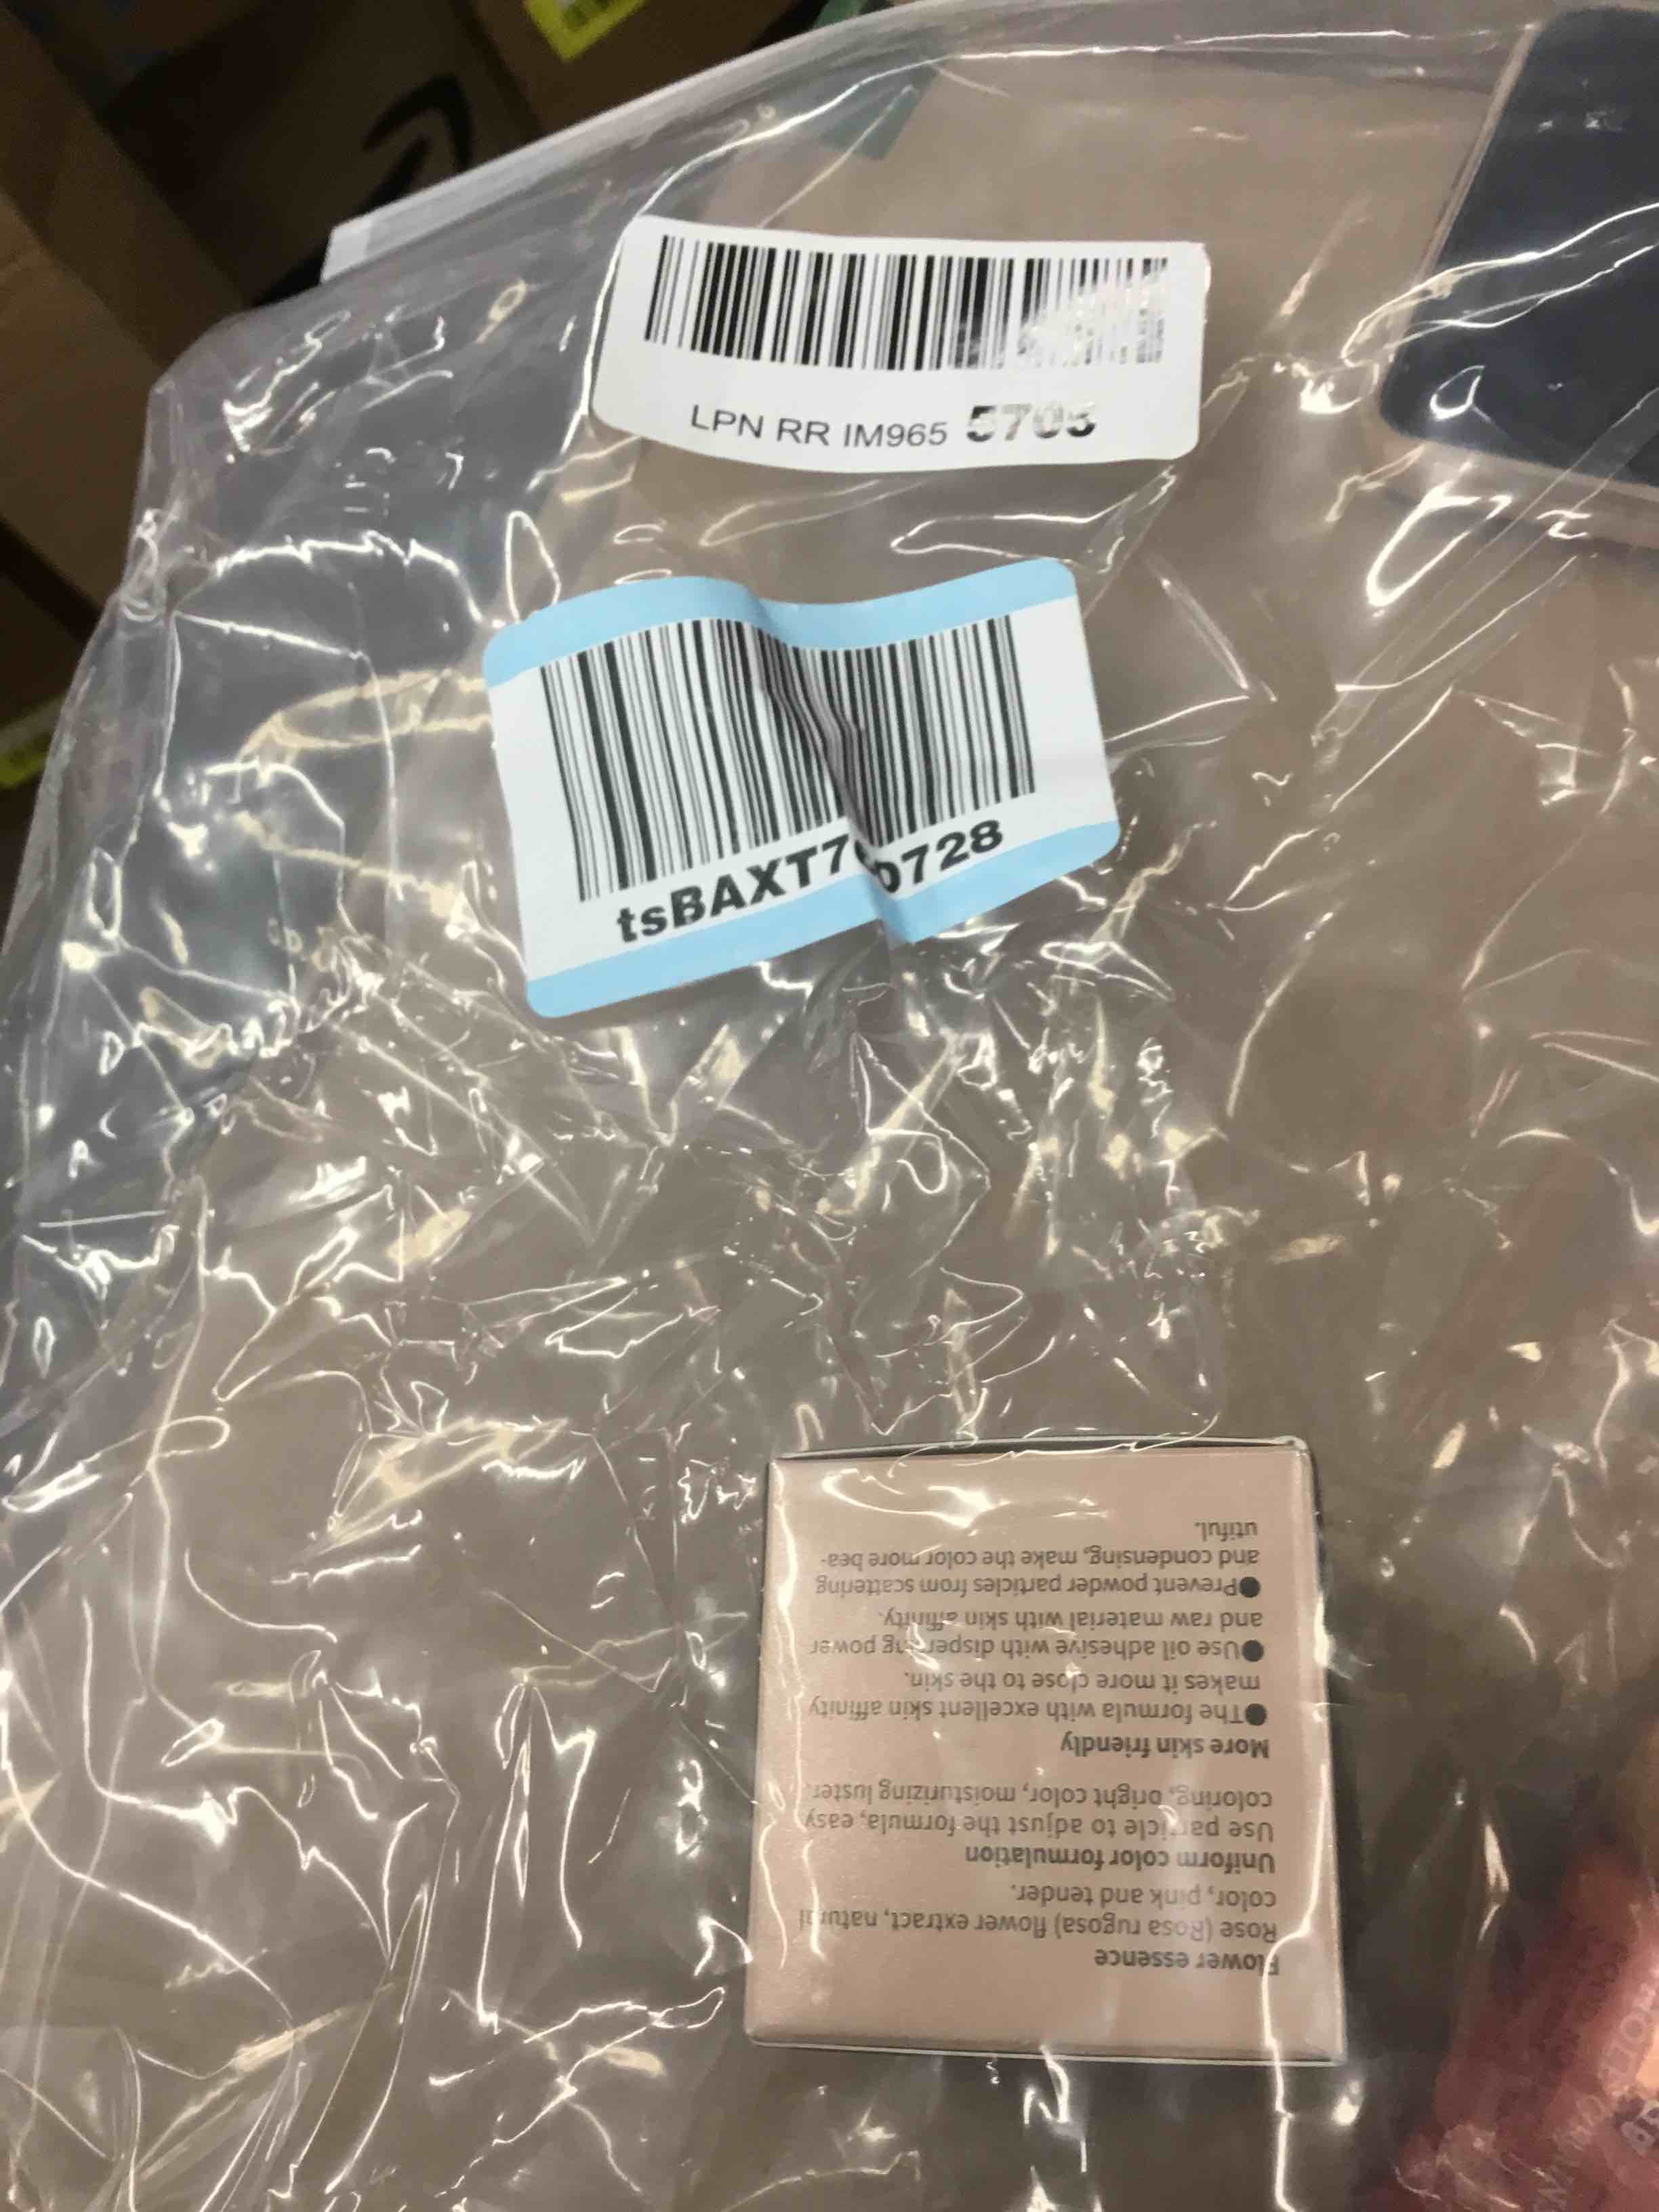 LPN RR IM965 5703
Flower essence
Rose (Rosa rugosa) flower extract, natural
color, pink and tender.
Uniform color formulation
Use particle to adjust the formula, easy
coloring, bright color, moisturizing luster.
More skin friendly
●The formula with excellent skin affinity
makes it more close to the skin.
●Use oil adhesive with dispersing power
and raw material with skin affinity.
●Prevent powder particles from scattering
and condensing, make the color more bea-
utiful.